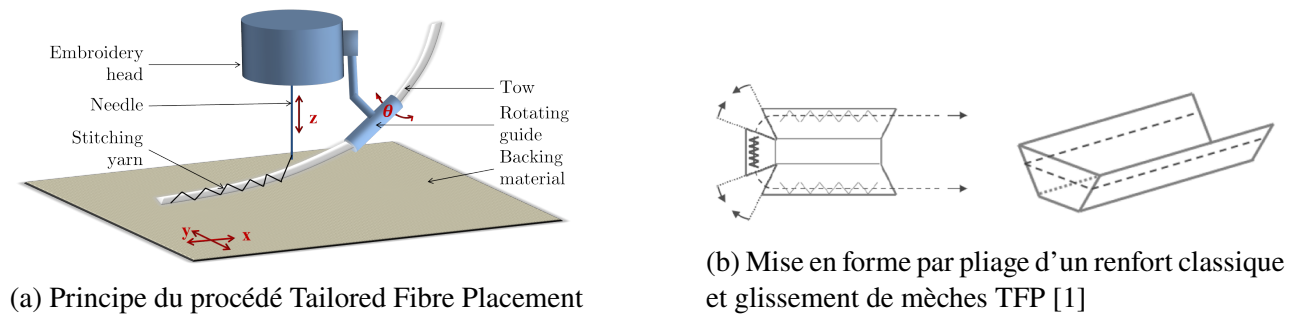 Embroidery
head
Needle
Stitching
yarn
z
θ
Tow
Rotating
guide
Backing
material
y
x
(a) Principe du procédé Tailored Fibre Placement
(b) Mise en forme par pliage d'un renfort classique
et glissement de mèches TFP [1]